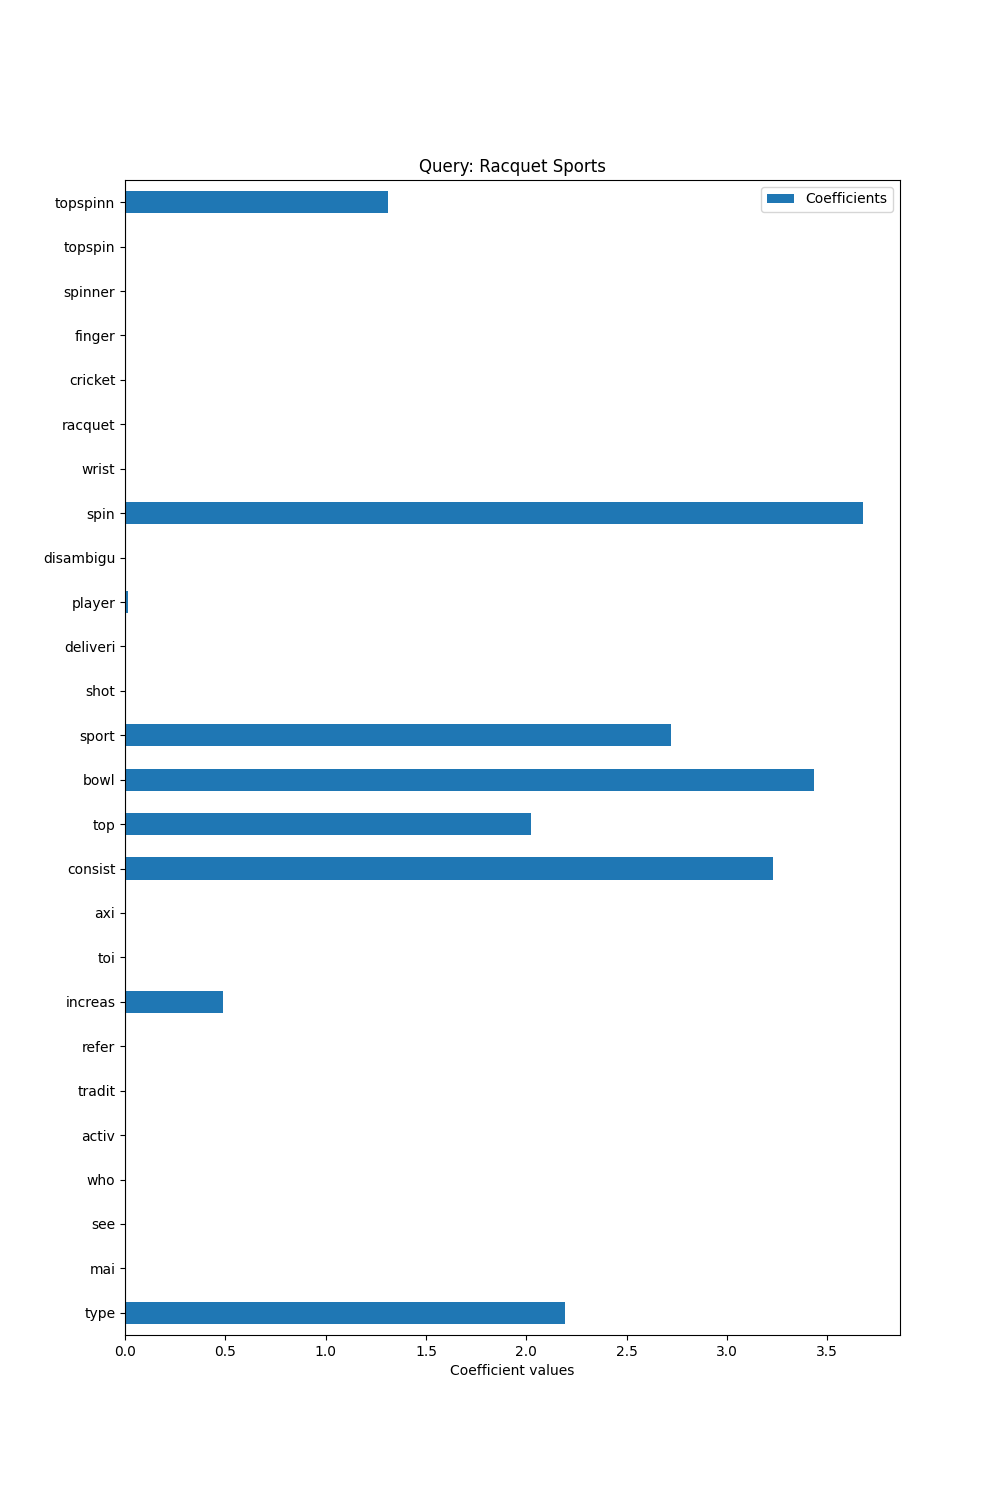 Query: Racquet Sports
Coefficients
topspinn
topspin
spinner
finger
cricket
racquet
wrist
spin
disambigu
player
deliveri
shot
sport
bowl
top
consist
axi
toi
increas
refer
tradit
activ
who
see
mai
type
0.0 0.5 1.0 1.5 2.0 2.5 3.0 3.5
Coefficient values